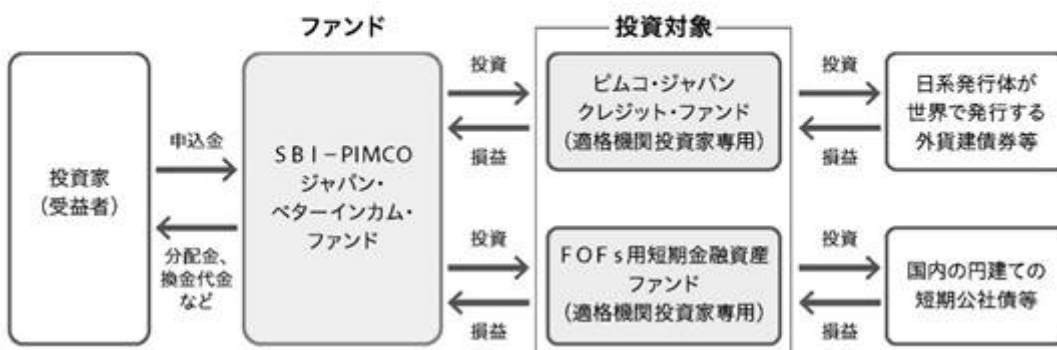 ファンド
投資対象
投資家
(受益者)
申込金
分配金、
換金代金
など
SBI-PIMCO
ジャパン・
ベターインカム・
ファンド
投資
損益
ピムコ・ジャパン
クレジット・ファンド
(適格機関投資家専用)
投資
損益
日系発行体が
世界で発行する
外貨建債券等
投資
損益
FOFs用短期金融資産
ファンド
(適格機関投資家専用)
投資
損益
国内の円建ての
短期公社債等